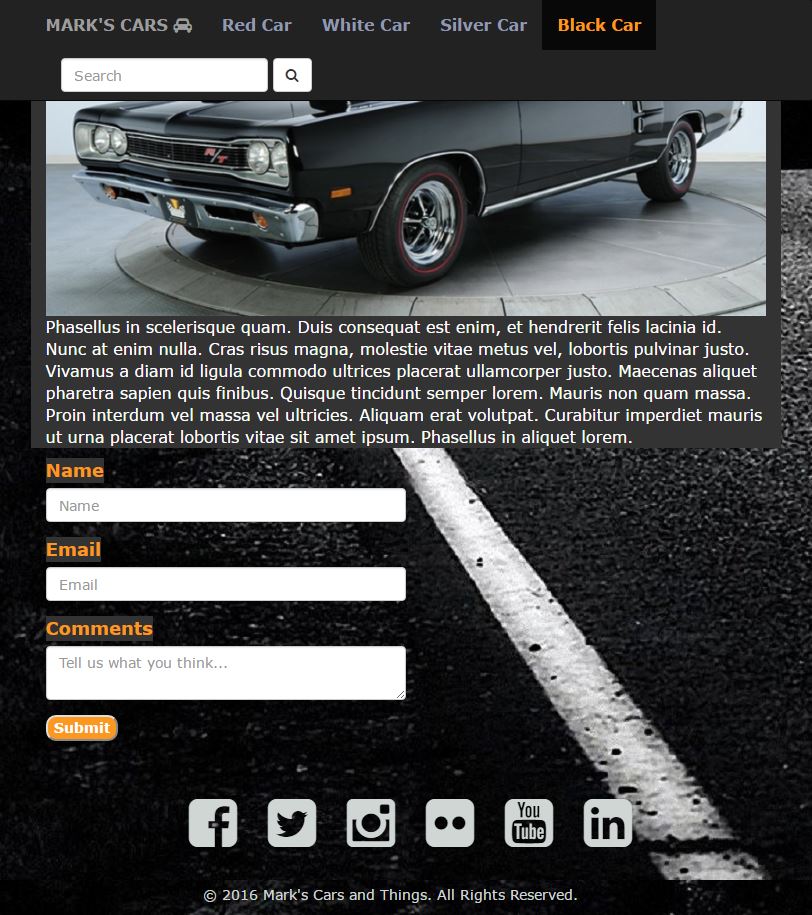 MARK'S CARS Red Car White Car Silver Car Black Car
Search
R/T
Phasellus in scelerisque quam. Duis consequat est enim, et hendrerit felis lacinia id.
Nunc at enim nulla. Cras risus magna, molestie vitae metus vel, lobortis pulvinar justo.
Vivamus a diam id ligula commodo ultrices placerat ullamcorper justo. Maecenas aliquet
pharetra sapien quis finibus. Quisque tincidunt semper lorem. Mauris non quam massa.
Proin interdum vel massa vel ultricies. Aliquam erat volutpat. Curabitur imperdiet mauris
ut urna placerat lobortis vitae sit amet ipsum. Phasellus in aliquet lorem.
Name
Name
Email
Email
Comments
Tell us what you think...
Submit
You
Tube
in
© 2016 Mark's Cars and Things. All Rights Reserved.